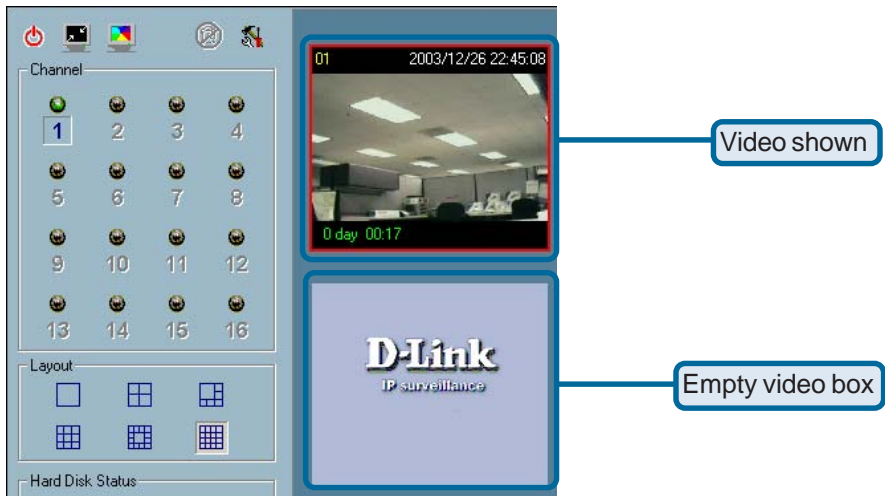 Channel
1 2 3 4
5 6 7 8
9 10 11 12
13 14 15 16
Layout
Hard Disk Status
01 2003/12/26 22:45:08
0 day 00:17
D-Link
IP surveillance
Video shown
Empty video box